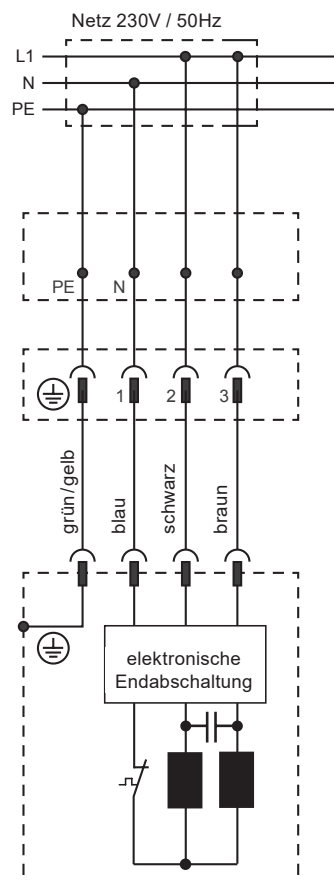 Netz 230V / 50Hz
L1
N
PE
PE N
1 2 3
grün/gelb
blau
schwarz
braun
elektronische
Endabschaltung